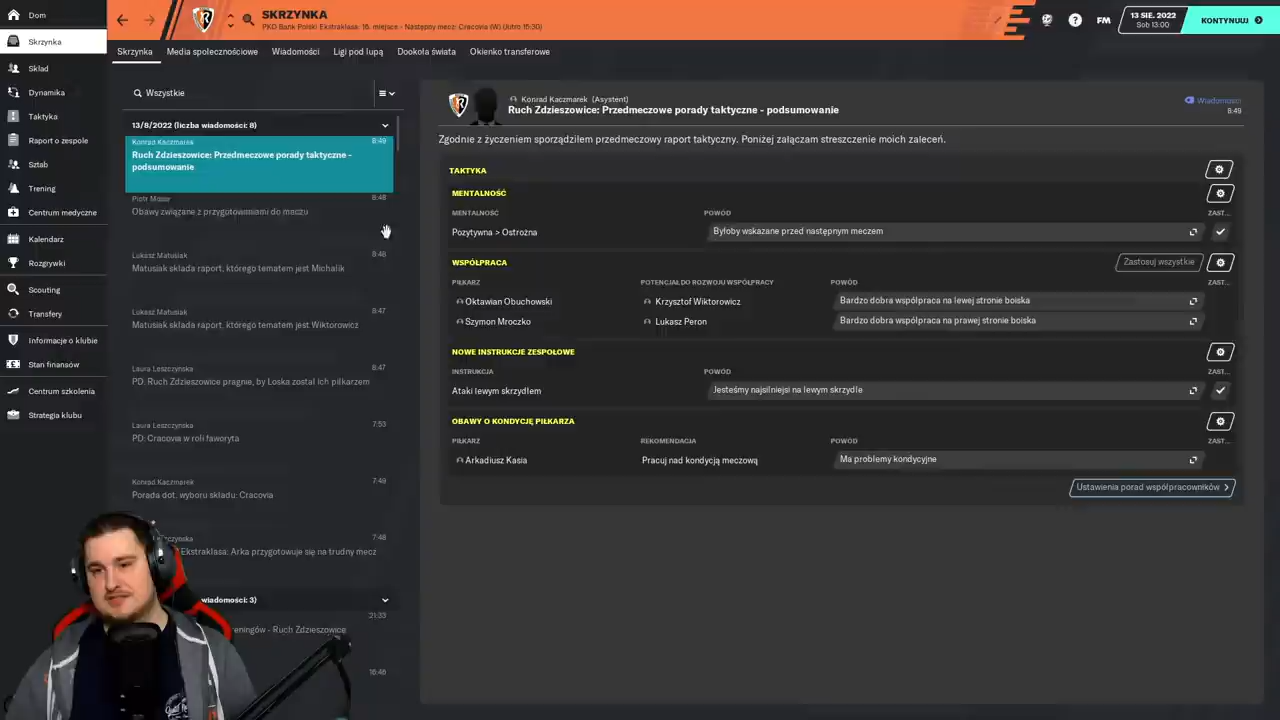 Dom
Skrzynka
Skład
Dynamika
Taktyka
Raport o zespole
Sztab
Trening
Centrum medyczne
Kalendarz
Rozgrywki
Scouting
Transfery
Informacje o klubie
Stan finansów
Centrum szkolenia
Strategia klubu
SKRZYNKA
PKO Bank Polski Ekstraklasa: 16. miejsce - Następny mecz: Cracovia (W) (Jutro 15:30)
FM
13 SIE. 2022
Sob 13:00
KONTYNUUJ
Skrzynka
Media społecznościowe
Wiadomości
Ligi pod lupą
Dookoła świata
Okienko transferowe
Wszystkie
13/8/2022 (liczba wiadomości: 8)
Konrad Kaczmarek 8:49
Ruch Zdzieszowice: Przedmeczowe porady taktyczne -
podsumowanie
8:48
Obawy związane z przygotowaniami do meczu
Łukasz Matusiak 8:48
Matusiak składa raport, którego tematem jest Michalik
Łukasz Matusiak 8:47
Matusiak składa raport, którego tematem jest Wiktorowicz
Laura Leszczyńska 8:47
PD: Ruch Zdzieszowice pragnie, by Loska został ich piłkarzem
Laura Leszczyńska 7:53
PD: Cracovia w roli faworyta
Konrad Kaczmarek 7:49
Porada dot. wyboru składu: Cracovia
7:48
Ekstraklasa: Arka przygotowuje się na trudny mecz
wiadomości: 3)
21:33
reningów - Ruch Zdzieszowice
16:46
Konrad Kaczmarek (Asystent)
Ruch Zdzieszowice: Przedmeczowe porady taktyczne - podsumowanie
Wiadomości
8:49
Zgodnie z życzeniem sporządziłem przedmeczowy raport taktyczny. Poniżej załączam streszczenie moich zaleceń.
TAKTYKA
MENTALNOŚĆ
MENTALNOŚĆ POWÓD ZAST...
Pozytywna > Ostrożna Byłoby wskazane przed następnym meczem
WSPÓŁPRACA Zastosuj wszystkie
PIŁKARZ POTENCJAŁ DO ROZWOJU WSPÓŁPRACY POWÓD ZAST...
Oktawian Obuchowski Krzysztof Wiktorowicz Bardzo dobra współpraca na lewej stronie boiska
Szymon Mroczko Łukasz Peron Bardzo dobra współpraca na prawej stronie boiska
NOWE INSTRUKCJE ZESPOŁOWE
INSTRUKCJA POWÓD ZAST...
Ataki lewym skrzydłem Jesteśmy najsilniejsi na lewym skrzydle
OBAWY O KONDYCJĘ PIŁKARZA
PIŁKARZ REKOMENDACJA POWÓD ZAST...
Arkadiusz Kasia Pracuj nad kondycją meczową Ma problemy kondycyjne
Ustawienia porad współpracowników